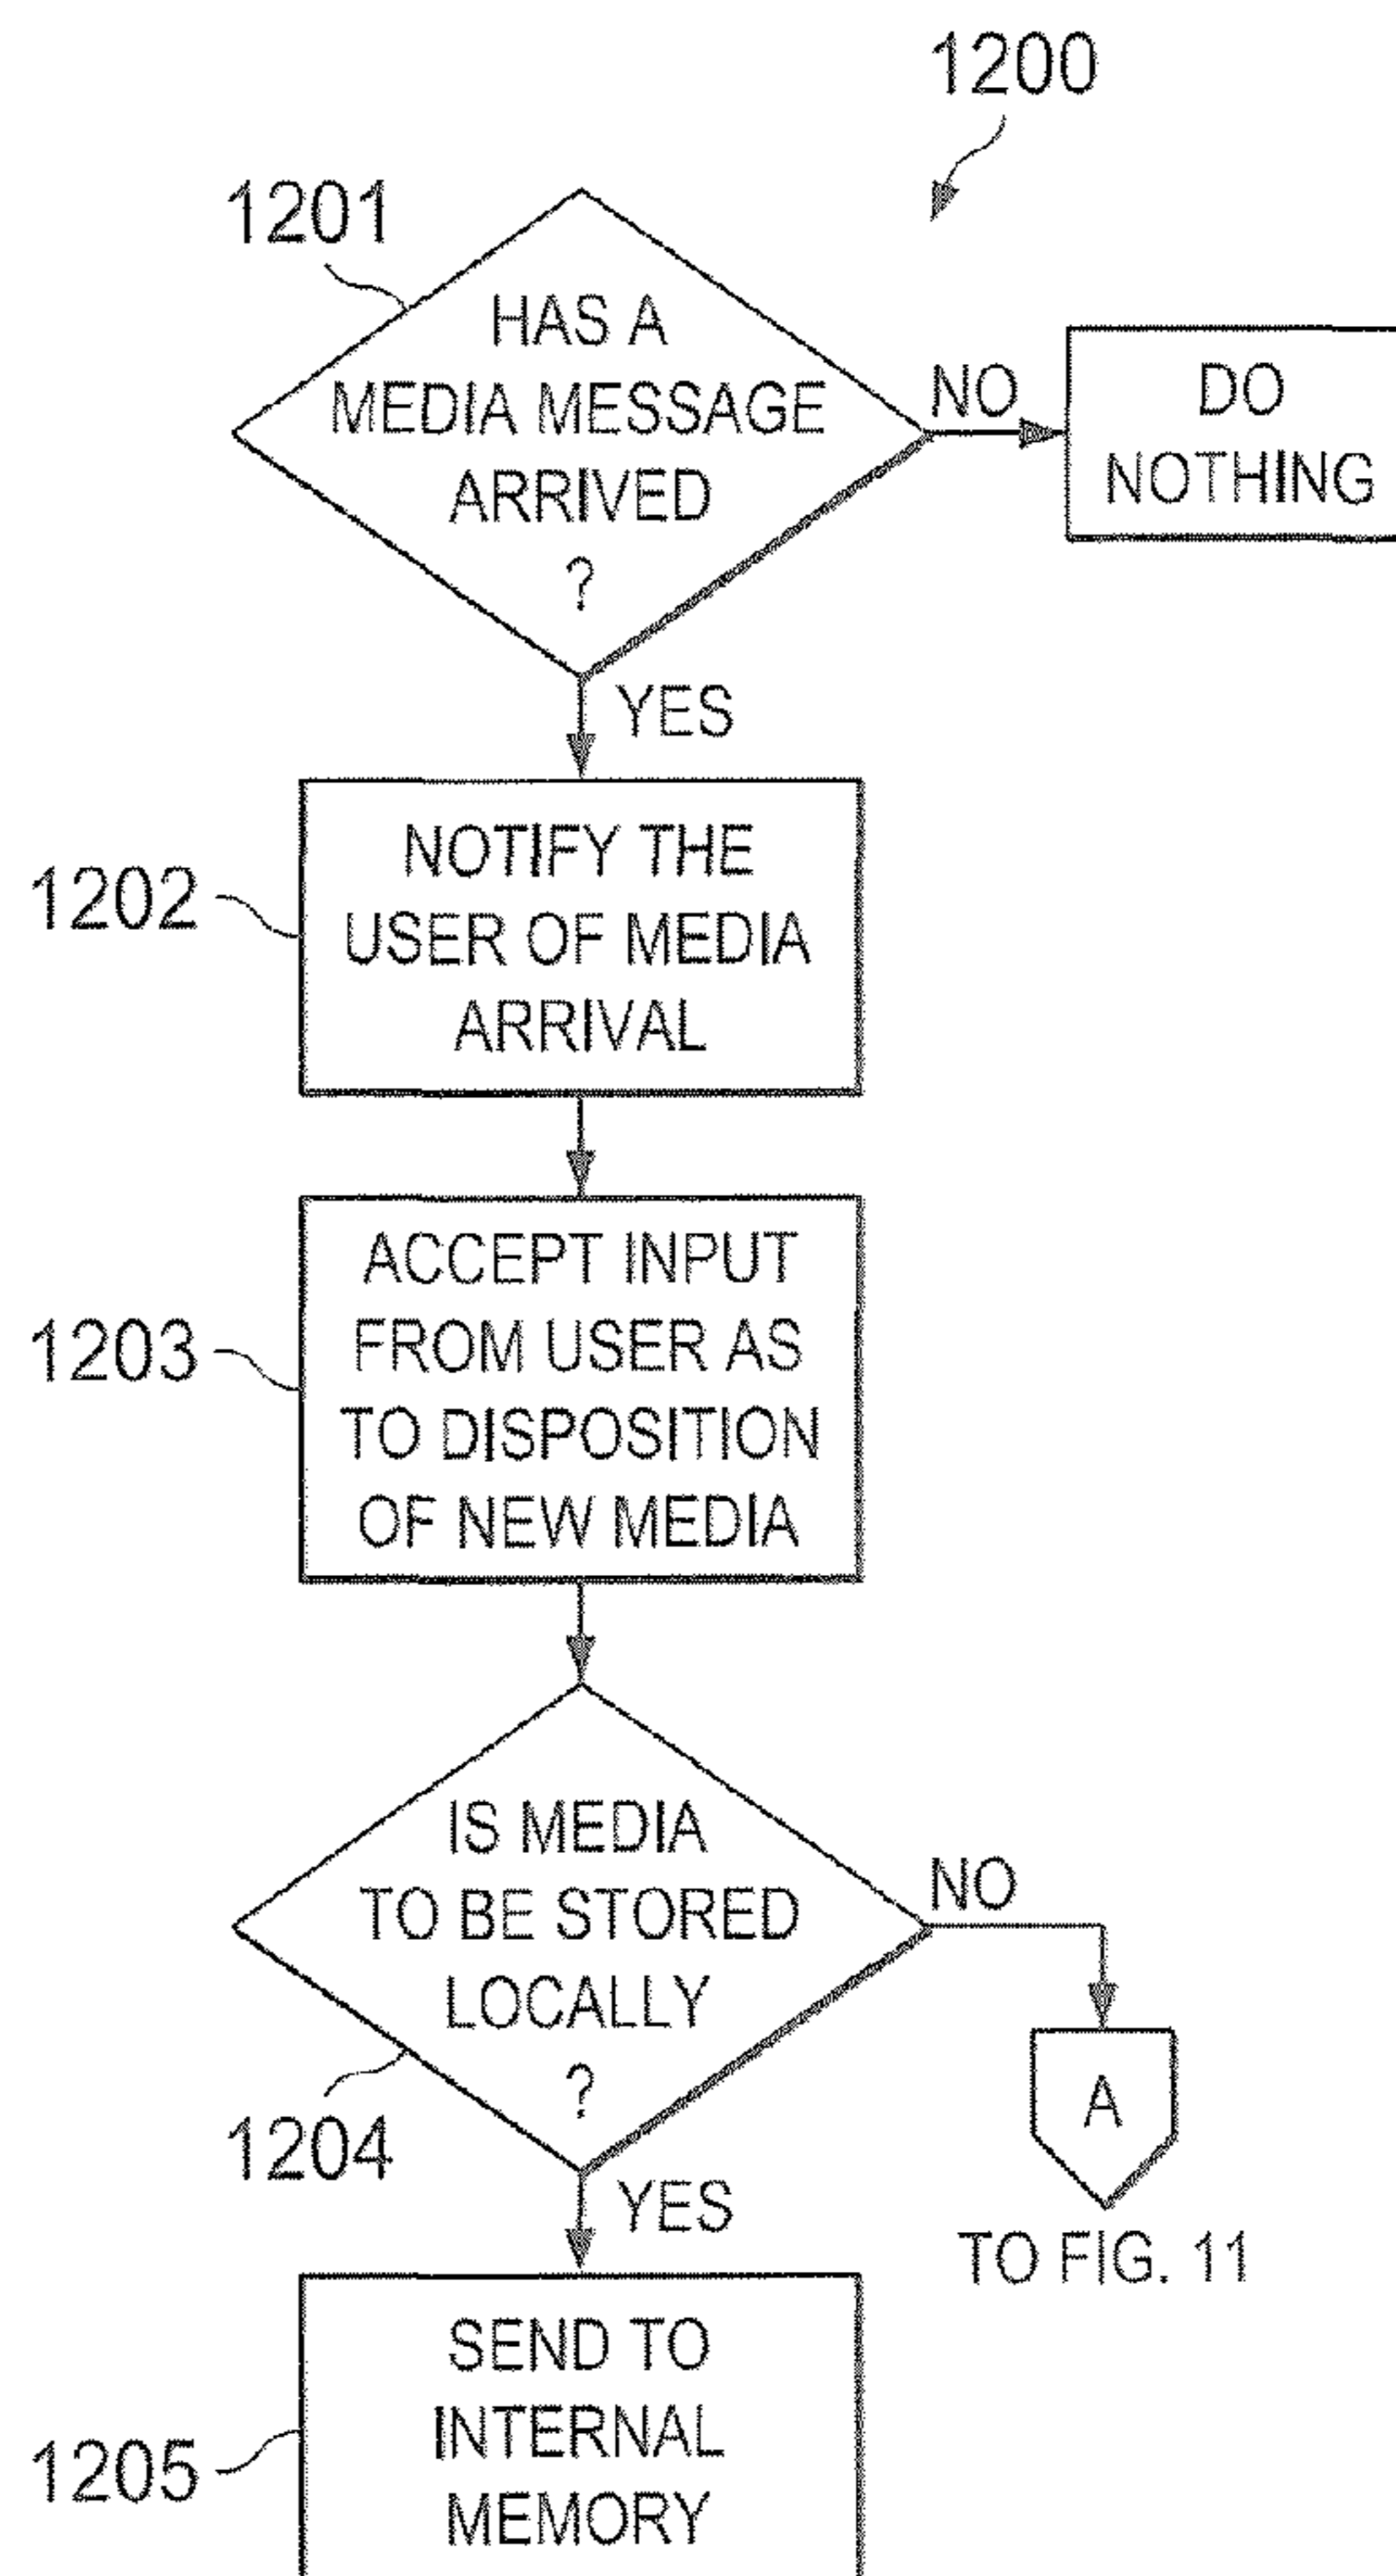 1200
1201
HAS A
MEDIA MESSAGE
ARRIVED
?
NO
DO
NOTHING
YES
1202
NOTIFY THE
USER OF MEDIA
ARRIVAL
1203
ACCEPT INPUT
FROM USER AS
TO DISPOSITION
OF NEW MEDIA
IS MEDIA
TO BE STORED
LOCALLY
?
1204
NO
A
TO FIG. 11
YES
1205
SEND TO
INTERNAL
MEMORY